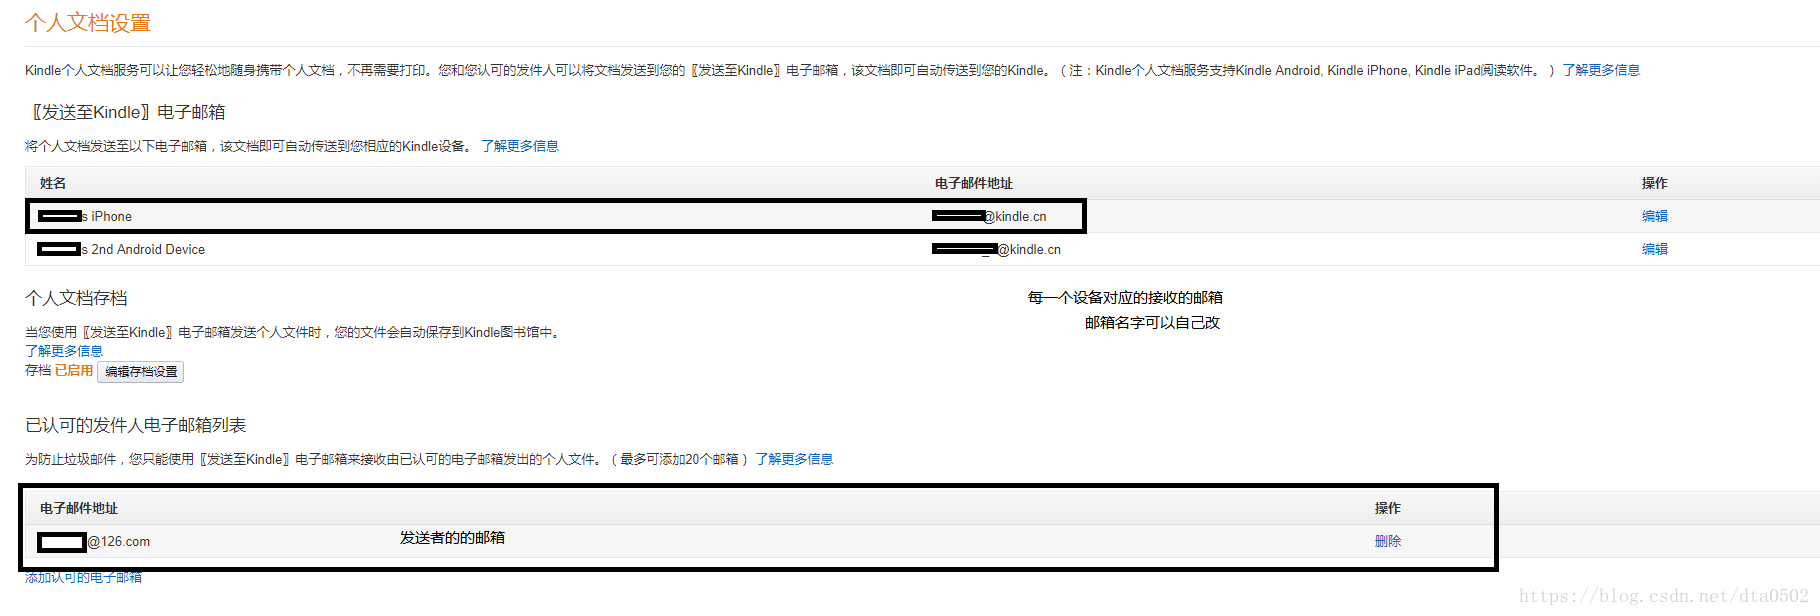 个人文档设置
Kindle个人文档服务可以让您轻松地随身携带个人文档，不再需要打印。您和您认可的发件人可以将文档发送到您的〖发送至Kindle〗电子邮箱，该文档即可自动传送到您的Kindle。（注：Kindle个人文档服务支持Kindle Android, Kindle iPhone, Kindle iPad阅读软件。） 了解更多信息
〖发送至Kindle〗电子邮箱
将个人文档发送至以下电子邮箱，该文档即可自动传送到您相应的Kindle设备。 了解更多信息
姓名 电子邮件地址 操作
s iPhone @kindle.cn 编辑
s 2nd Android Device _@kindle.cn 编辑
个人文档存档
每一个设备对应的接收的邮箱
邮箱名字可以自己改
当您使用〖发送至Kindle〗电子邮箱发送个人文件时，您的文件会自动保存到Kindle图书馆中。
了解更多信息
存档 已启用 编辑存档设置
已认可的发件人电子邮箱列表
为防止垃圾邮件，您只能使用〖发送至Kindle〗电子邮箱来接收由已认可的电子邮箱发出的个人文件。（最多可添加20个邮箱） 了解更多信息
电子邮件地址 操作
@126.com 发送者的的邮箱 删除
添加认可的电子邮箱
https://blog.csdn.net/dta0502